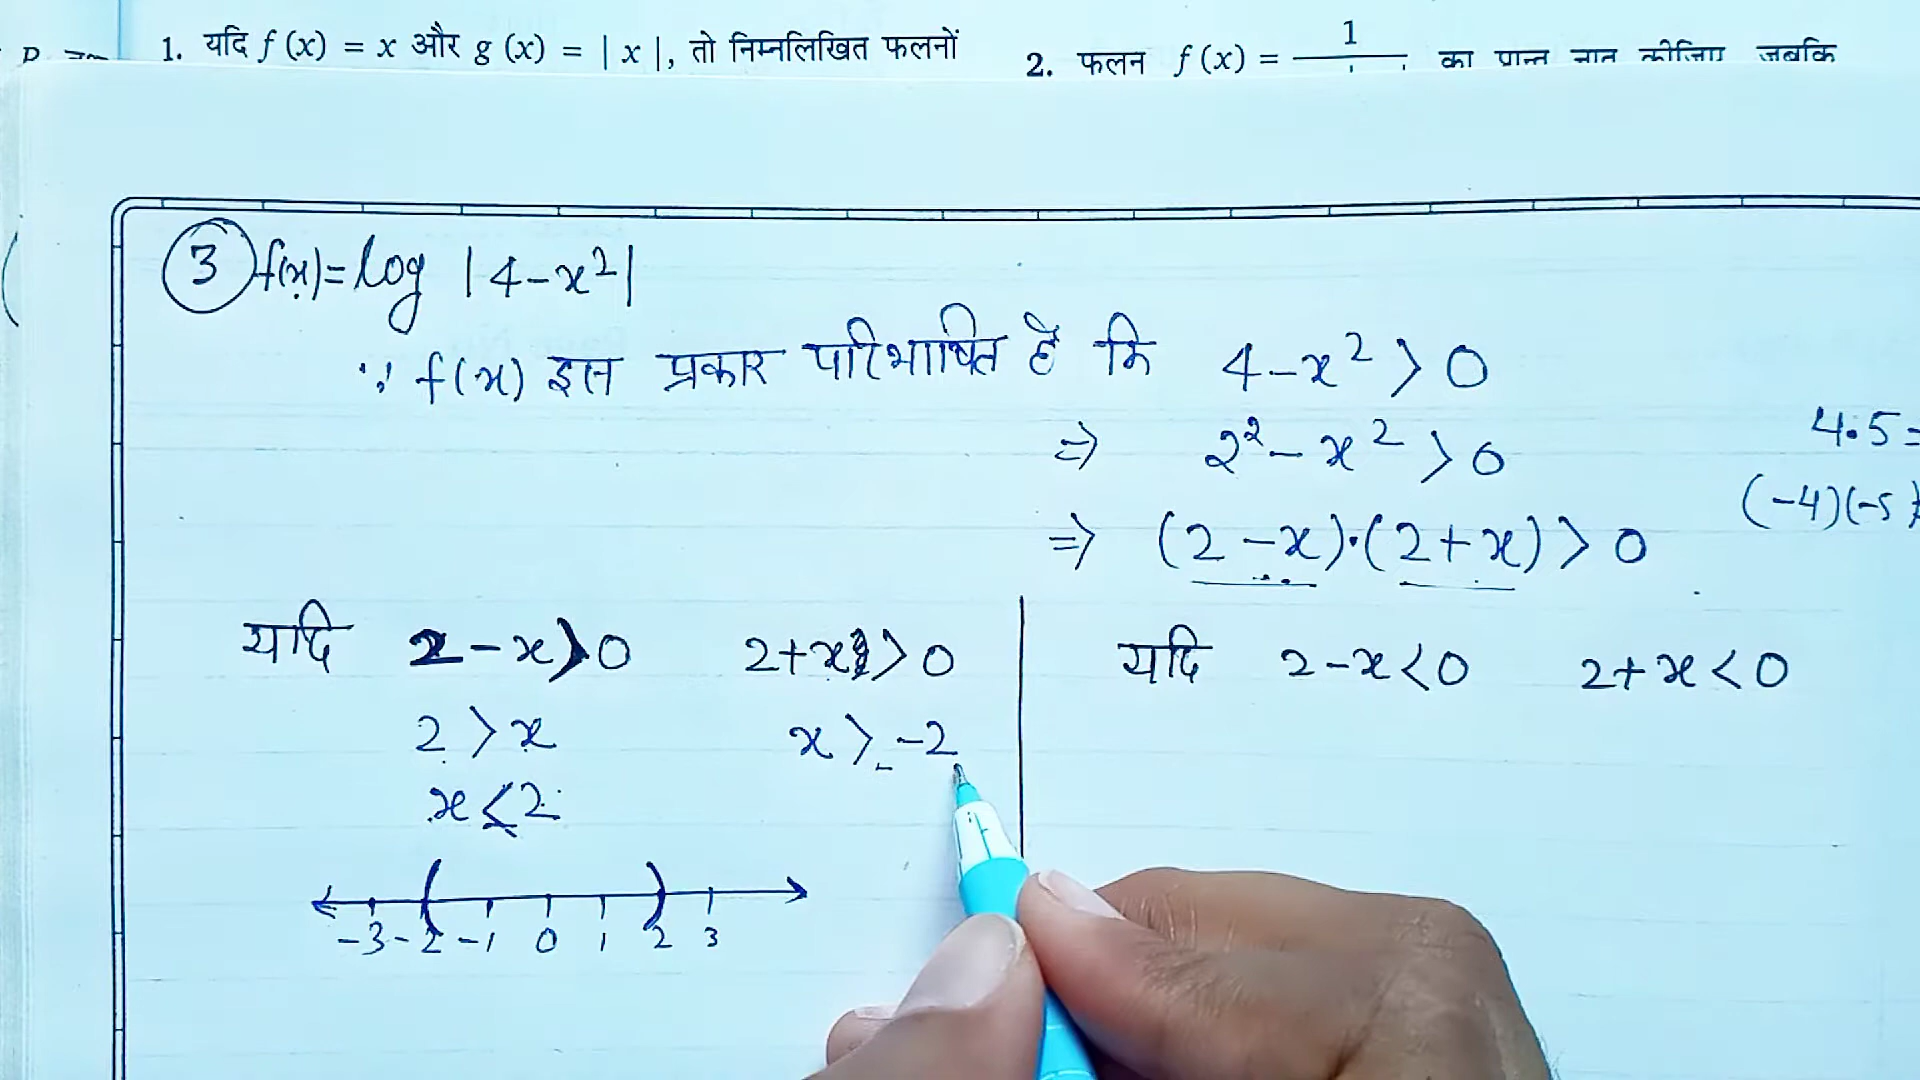 1. यदि f (x) = x और g (x) = | x |, तो निम्नलिखित फलनों
2. फलन f (x) = 1 का प्रान्त ज्ञात कीजिए जबकि
3 f(x) = log |4-x²|
∵ f(x) इस प्रकार परिभाषित है कि 4-x² > 0
⇒ 2² - x² > 0
4.5 =
(-4)(-5)
⇒ (2 - x)·(2 + x) > 0
यदि 2 - x > 0 2+x > 0
2 > x x > -2
x < 2
-3 -2 -1 0 1 2 3
यदि 2-x < 0 2+x < 0